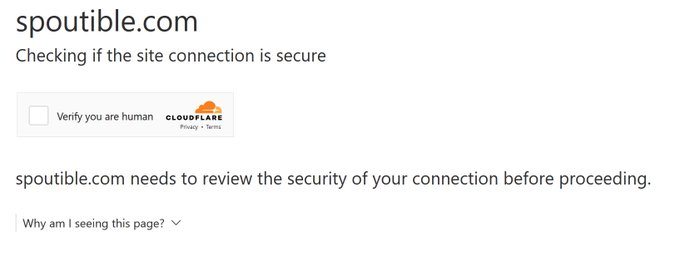 spoutible.com
Checking if the site connection is secure
Verify you are human
CLOUDFLARE
Privacy • Terms
spoutible.com needs to review the security of your connection before proceeding.
Why am I seeing this page?